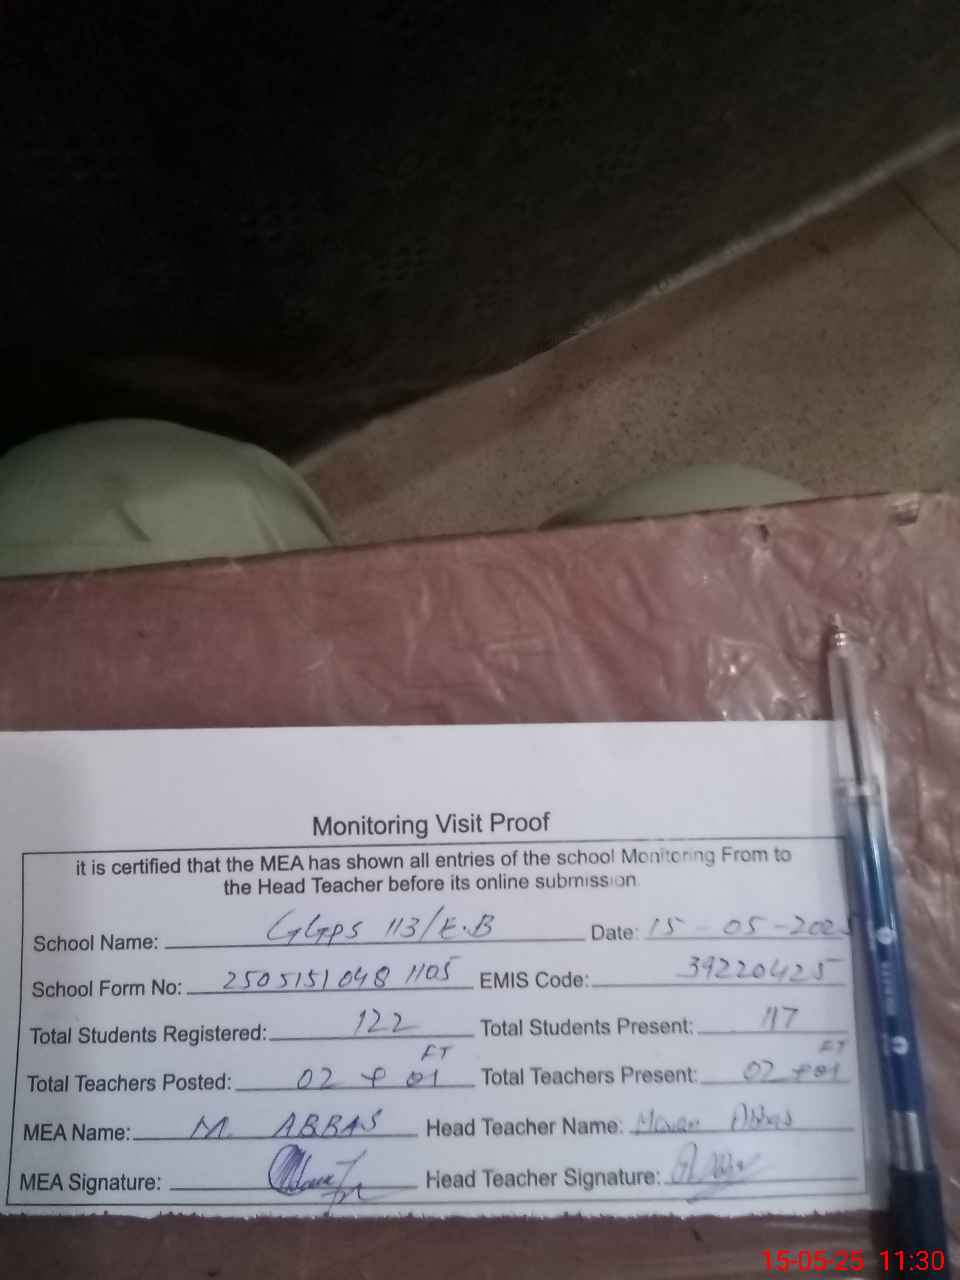 Monitoring Visit Proof
it is certified that the MEA has shown all entries of the school Monitoring From to
the Head Teacher before its online submission
School Name: GGPS 113/E.B Date: 15-05-2025
School Form No: 2505151048 1105 EMIS Code: 39220425
Total Students Registered: 122 Total Students Present: 117
FT FT
Total Teachers Posted: 02 + 01 Total Teachers Present: 02 + 01
MEA Name: M. ABBAS Head Teacher Name: Abbas
MEA Signature: Head Teacher Signature:
15-05-25 11:30